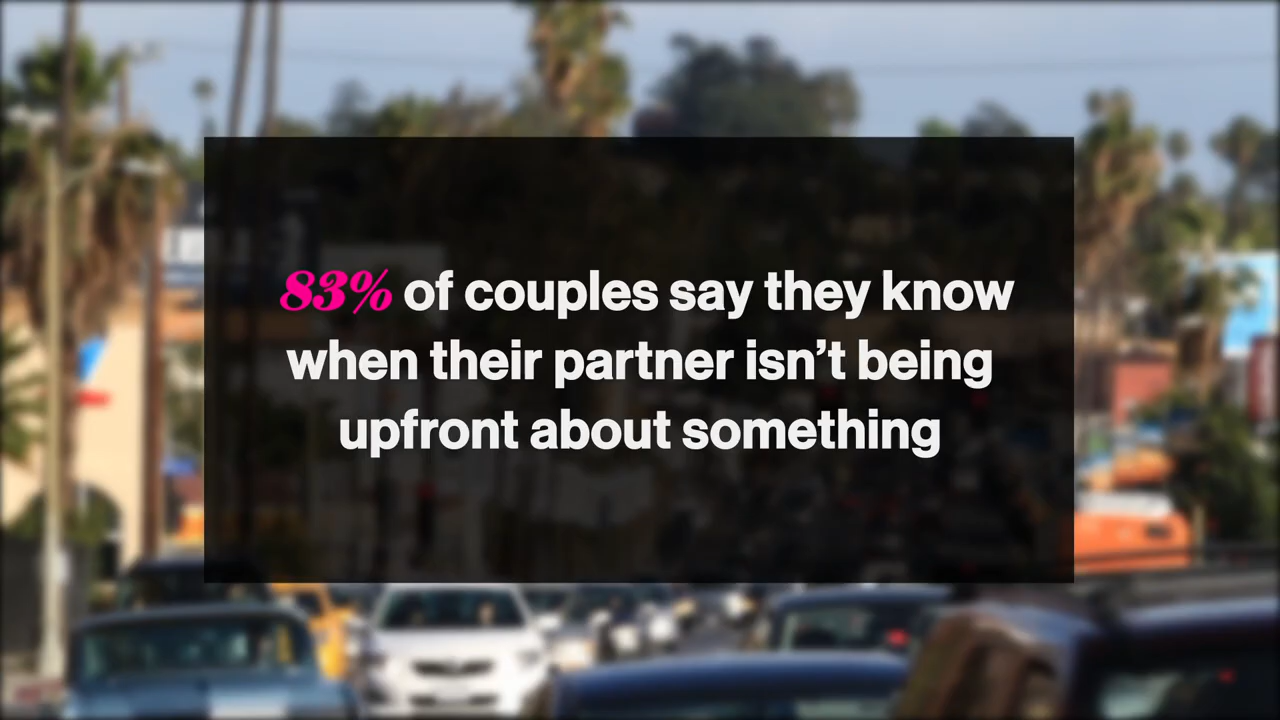 83% of couples say they know
when their partner isn’t being
upfront about something